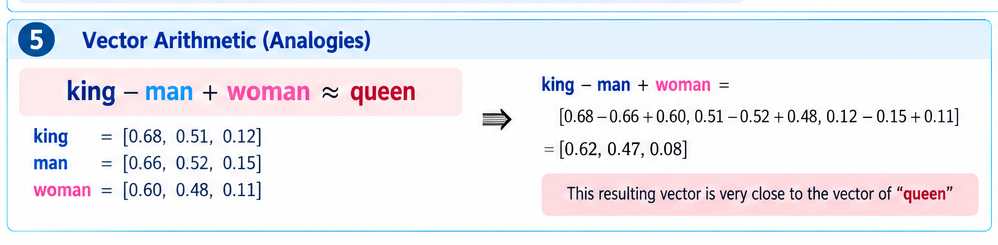 5 Vector Arithmetic (Analogies)
king − man + woman ≈ queen
king = [0.68, 0.51, 0.12]
man = [0.66, 0.52, 0.15]
woman = [0.60, 0.48, 0.11]
⇒
king − man + woman =
[0.68 − 0.66 + 0.60, 0.51 − 0.52 + 0.48, 0.12 − 0.15 + 0.11]
= [0.62, 0.47, 0.08]
This resulting vector is very close to the vector of “queen”